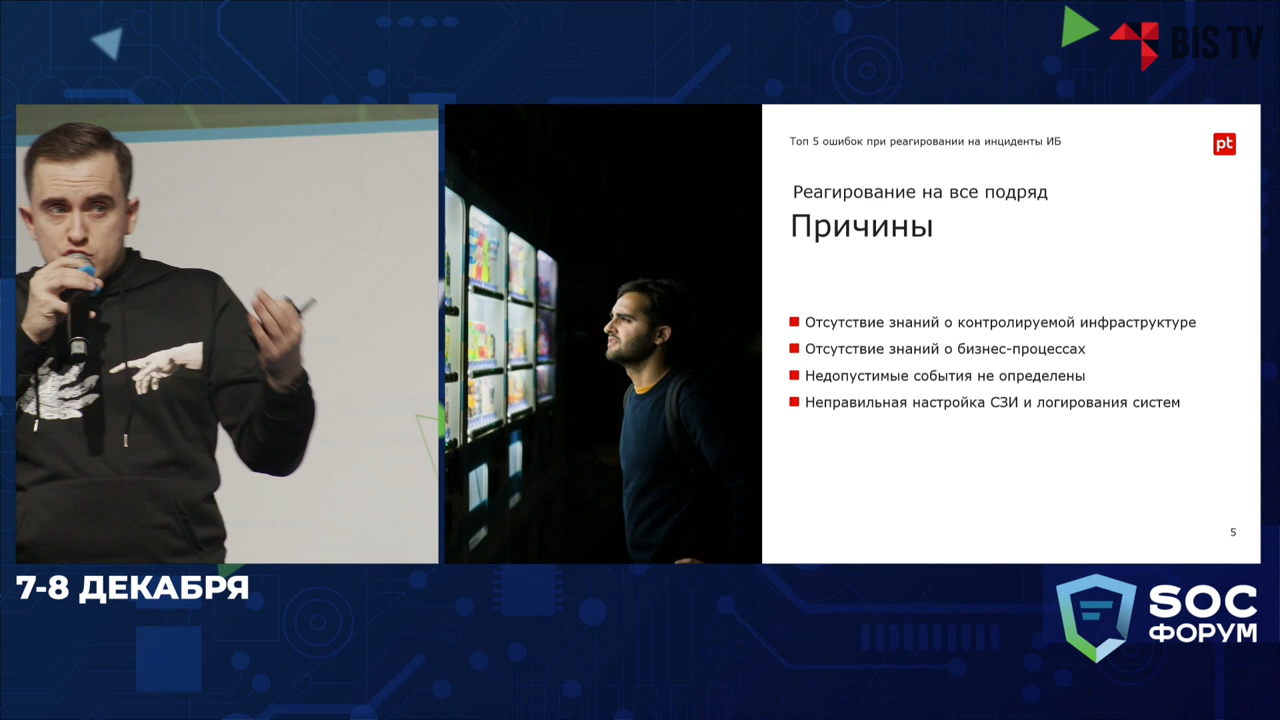 BIS TV
Топ 5 ошибок при реагировании на инциденты ИБ
pt
Реагирование на все подряд
Причины
Отсутствие знаний о контролируемой инфраструктуре
Отсутствие знаний о бизнес-процессах
Недопустимые события не определены
Неправильная настройка СЗИ и логирования систем
5
7-8 ДЕКАБРЯ
SOC
ФОРУМ